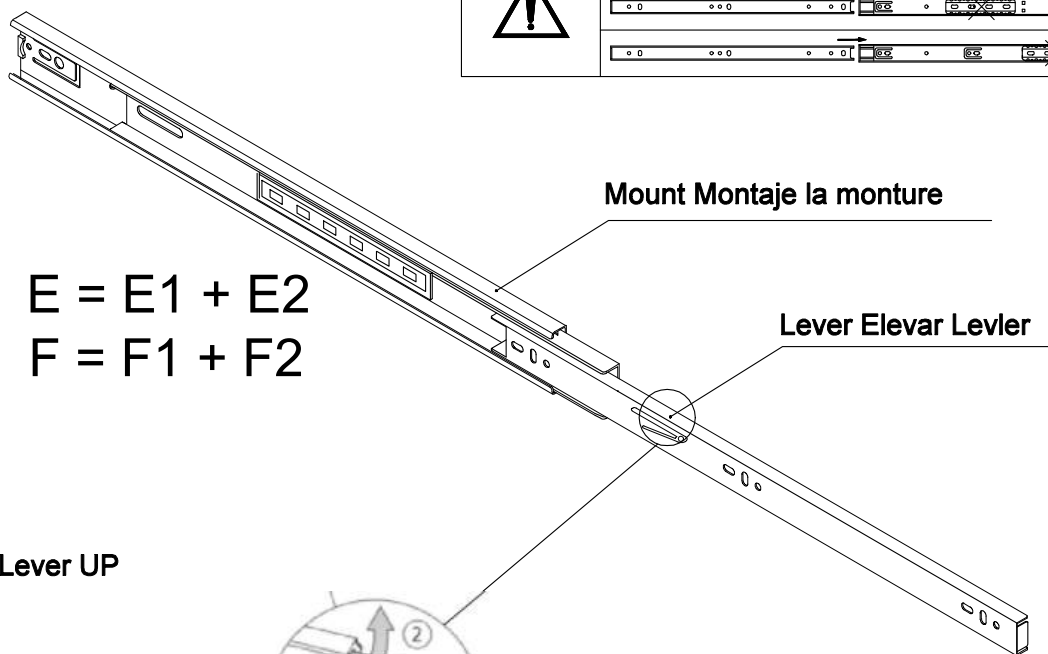 Mount Montaje la monture
E = E1 + E2
Lever Elevar Levler
F = F1 + F2
Lever UP
2